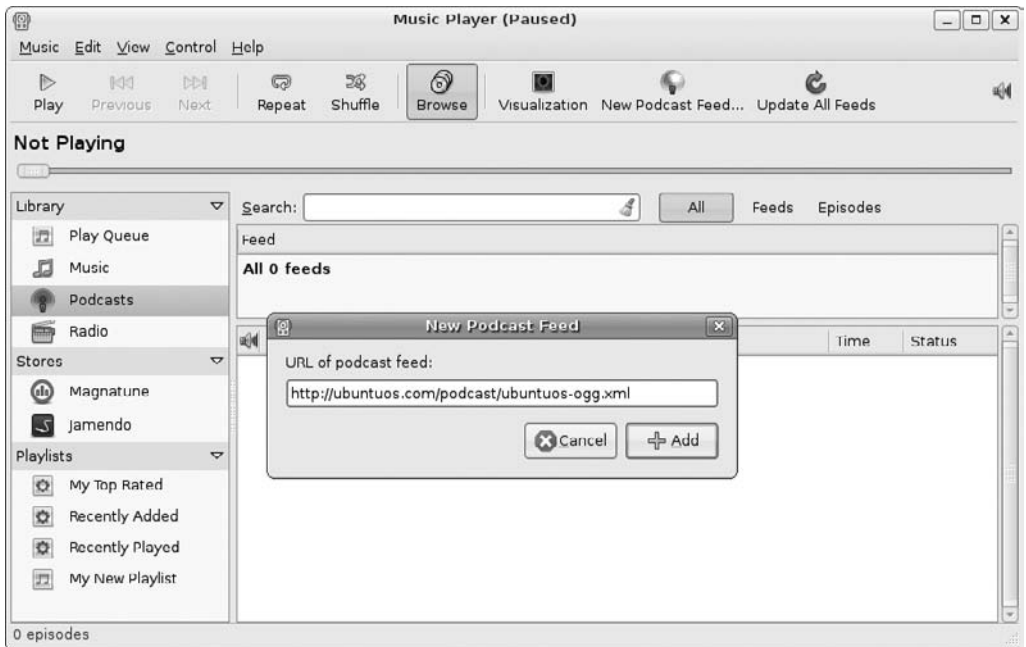 Music Player (Paused)
Music Edit View Control Help
Play Previous Next Repeat Shuffle Browse Visualization New Podcast Feed... Update All Feeds
Not Playing
Library
Play Queue
Music
Podcasts
Radio
Stores
Magnatune
Jamendo
Playlists
My Top Rated
Recently Added
Recently Played
My New Playlist
Search: All Feeds Episodes
Feed
All 0 feeds
Time Status
New Podcast Feed
URL of podcast feed:
http://ubuntuos.com/podcast/ubuntuos-ogg.xml
Cancel Add
0 episodes